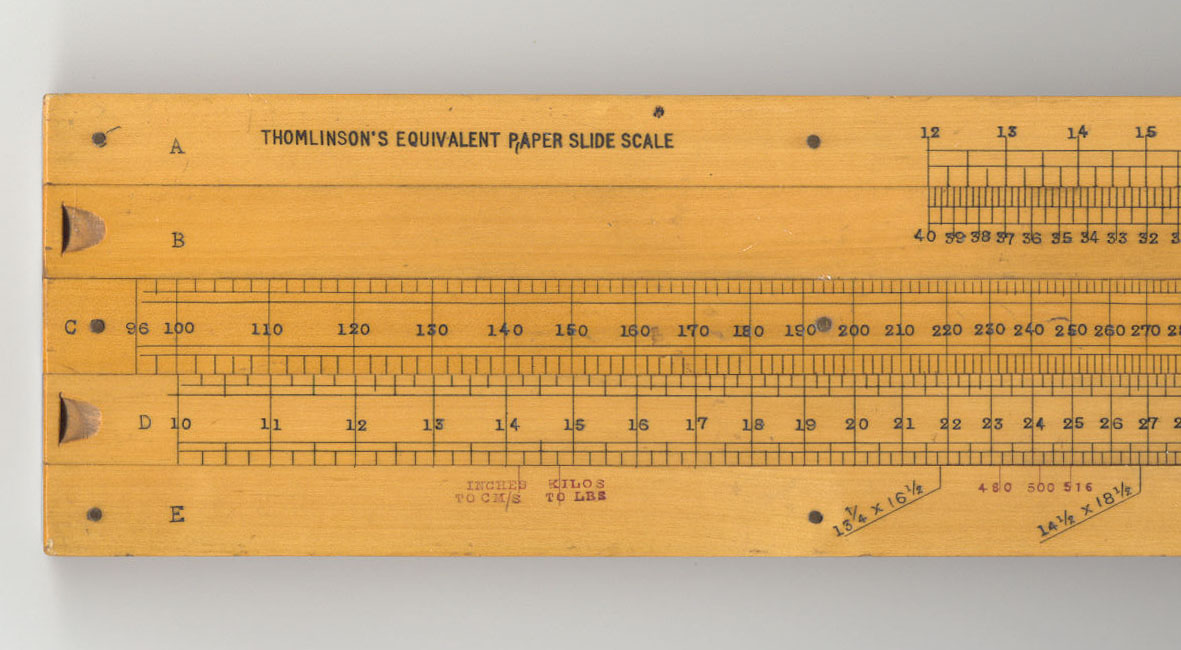 A THOMLINSON'S EQUIVALENT PAPER SLIDE SCALE 12 13 14 15
B 40 39 38 37 36 35 34 33 32
C 96 100 110 120 130 140 150 160 170 180 190 200 210 220 230 240 250 260 270
D 10 11 12 13 14 15 16 17 18 19 20 21 22 23 24 25 26 27
INCHES KILOS 480 500 516
TO CM/S TO LBS
E 13¼ x 16½ 14½ x 18½